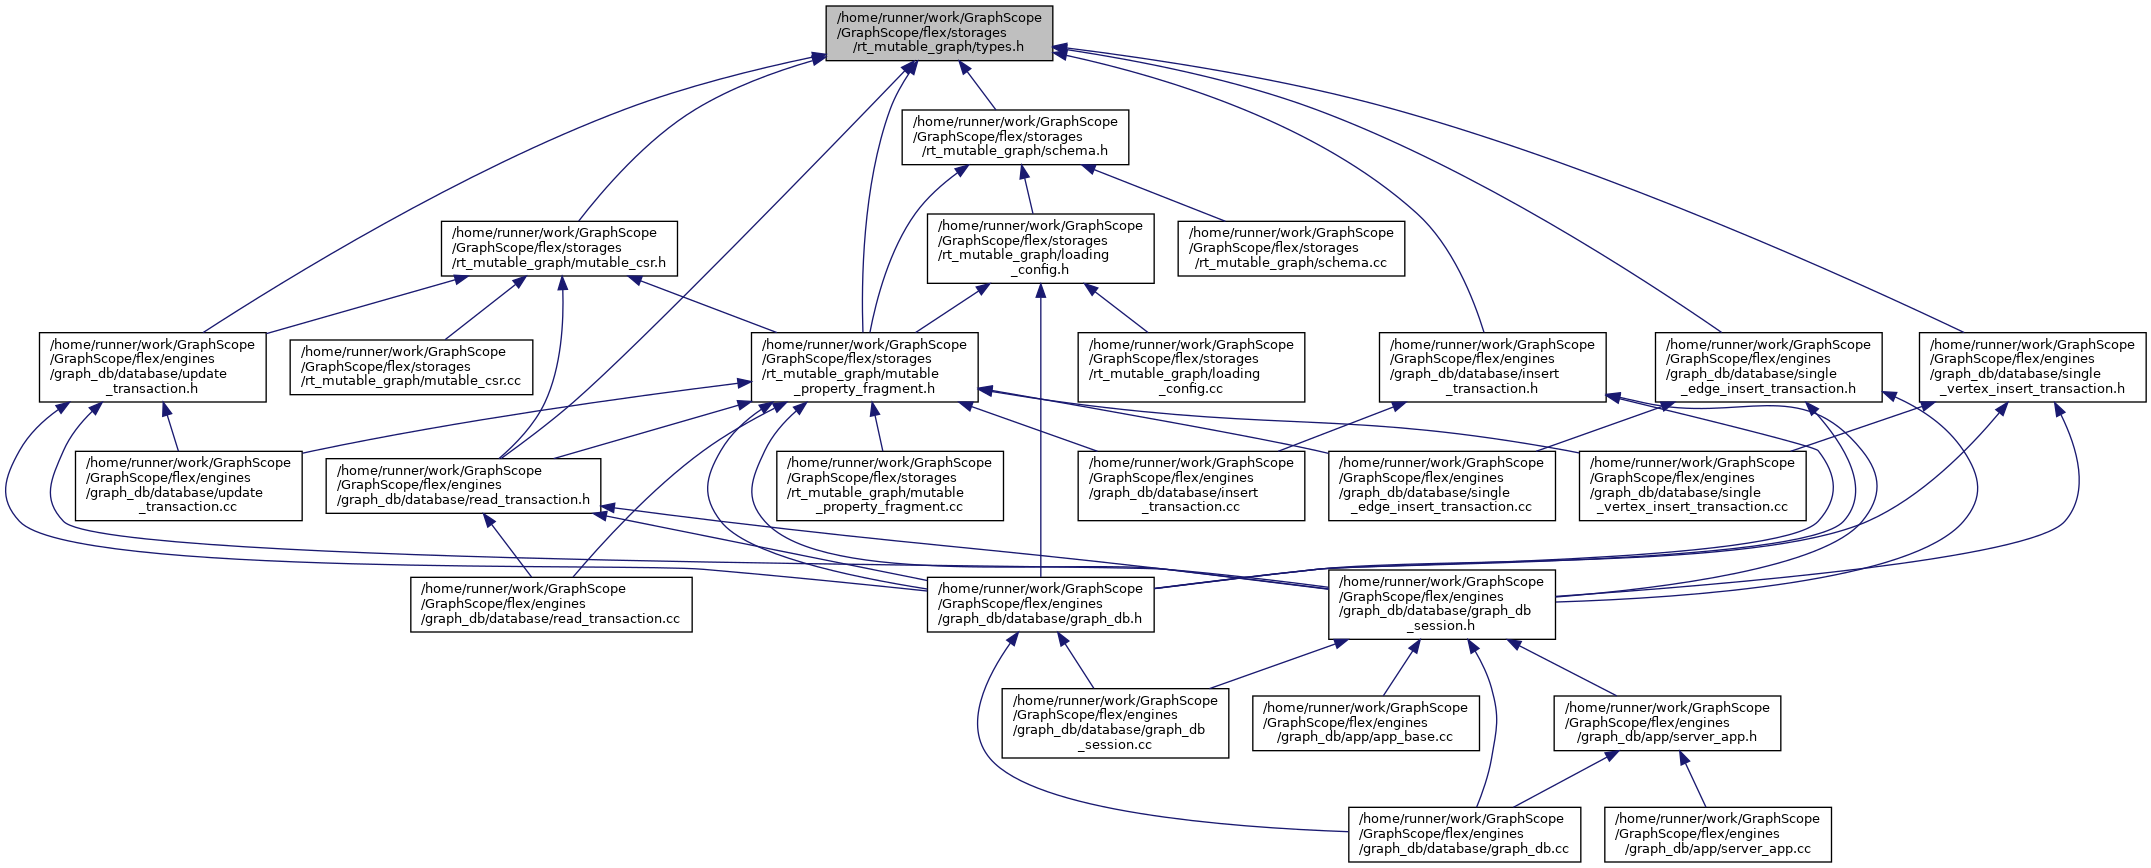 /home/runner/work/GraphScope
/GraphScope/flex/storages
/rt_mutable_graph/types.h
/home/runner/work/GraphScope
/GraphScope/flex/storages
/rt_mutable_graph/schema.h
/home/runner/work/GraphScope
/GraphScope/flex/storages
/rt_mutable_graph/mutable_csr.h
/home/runner/work/GraphScope
/GraphScope/flex/storages
/rt_mutable_graph/loading
_config.h
/home/runner/work/GraphScope
/GraphScope/flex/storages
/rt_mutable_graph/schema.cc
/home/runner/work/GraphScope
/GraphScope/flex/engines
/graph_db/database/update
_transaction.h
/home/runner/work/GraphScope
/GraphScope/flex/storages
/rt_mutable_graph/mutable_csr.cc
/home/runner/work/GraphScope
/GraphScope/flex/storages
/rt_mutable_graph/mutable
_property_fragment.h
/home/runner/work/GraphScope
/GraphScope/flex/storages
/rt_mutable_graph/loading
_config.cc
/home/runner/work/GraphScope
/GraphScope/flex/engines
/graph_db/database/insert
_transaction.h
/home/runner/work/GraphScope
/GraphScope/flex/engines
/graph_db/database/single
_edge_insert_transaction.h
/home/runner/work/GraphScope
/GraphScope/flex/engines
/graph_db/database/single
_vertex_insert_transaction.h
/home/runner/work/GraphScope
/GraphScope/flex/engines
/graph_db/database/update
_transaction.cc
/home/runner/work/GraphScope
/GraphScope/flex/engines
/graph_db/database/read_transaction.h
/home/runner/work/GraphScope
/GraphScope/flex/storages
/rt_mutable_graph/mutable
_property_fragment.cc
/home/runner/work/GraphScope
/GraphScope/flex/engines
/graph_db/database/insert
_transaction.cc
/home/runner/work/GraphScope
/GraphScope/flex/engines
/graph_db/database/single
_edge_insert_transaction.cc
/home/runner/work/GraphScope
/GraphScope/flex/engines
/graph_db/database/single
_vertex_insert_transaction.cc
/home/runner/work/GraphScope
/GraphScope/flex/engines
/graph_db/database/read_transaction.cc
/home/runner/work/GraphScope
/GraphScope/flex/engines
/graph_db/database/graph_db.h
/home/runner/work/GraphScope
/GraphScope/flex/engines
/graph_db/database/graph_db
_session.h
/home/runner/work/GraphScope
/GraphScope/flex/engines
/graph_db/database/graph_db
_session.cc
/home/runner/work/GraphScope
/GraphScope/flex/engines
/graph_db/app/app_base.cc
/home/runner/work/GraphScope
/GraphScope/flex/engines
/graph_db/app/server_app.h
/home/runner/work/GraphScope
/GraphScope/flex/engines
/graph_db/database/graph_db.cc
/home/runner/work/GraphScope
/GraphScope/flex/engines
/graph_db/app/server_app.cc